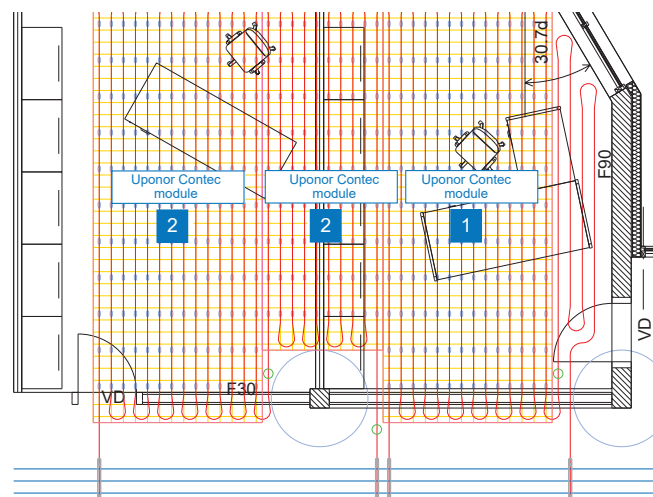 30.7d
F90
Uponor Contec
module
2
Uponor Contec
module
2
Uponor Contec
module
1
VD
VD
F30